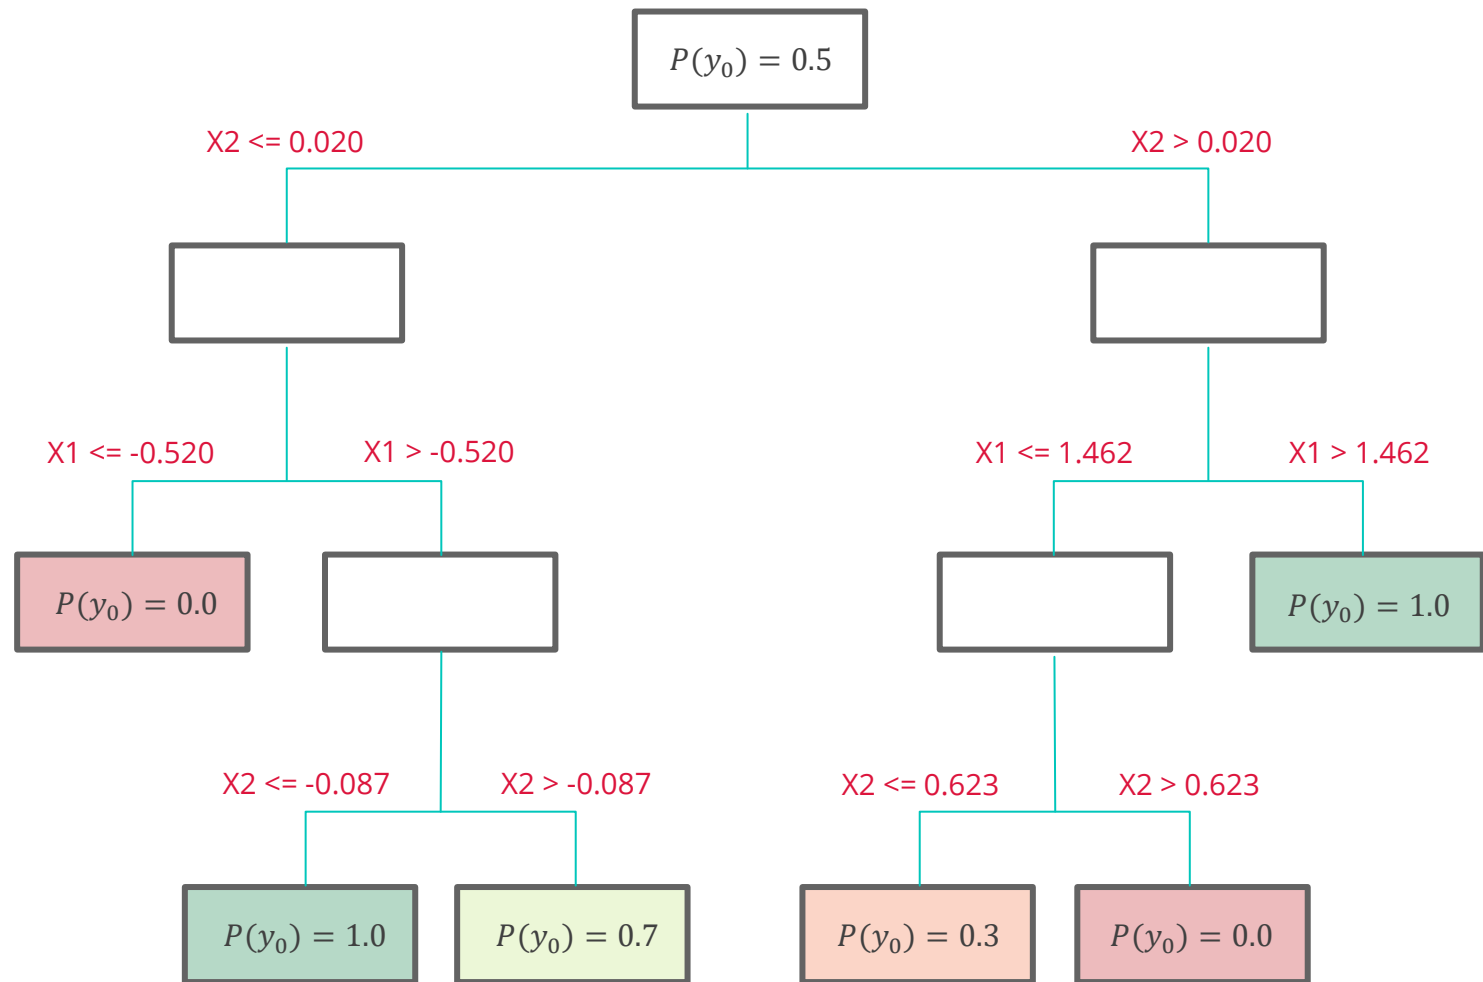 P(y₀) = 0.5
X2 <= 0.020
X2 > 0.020
X1 <= -0.520
X1 > -0.520
X1 <= 1.462
X1 > 1.462
P(y₀) = 0.0
P(y₀) = 1.0
X2 <= -0.087
X2 > -0.087
X2 <= 0.623
X2 > 0.623
P(y₀) = 1.0
P(y₀) = 0.7
P(y₀) = 0.3
P(y₀) = 0.0